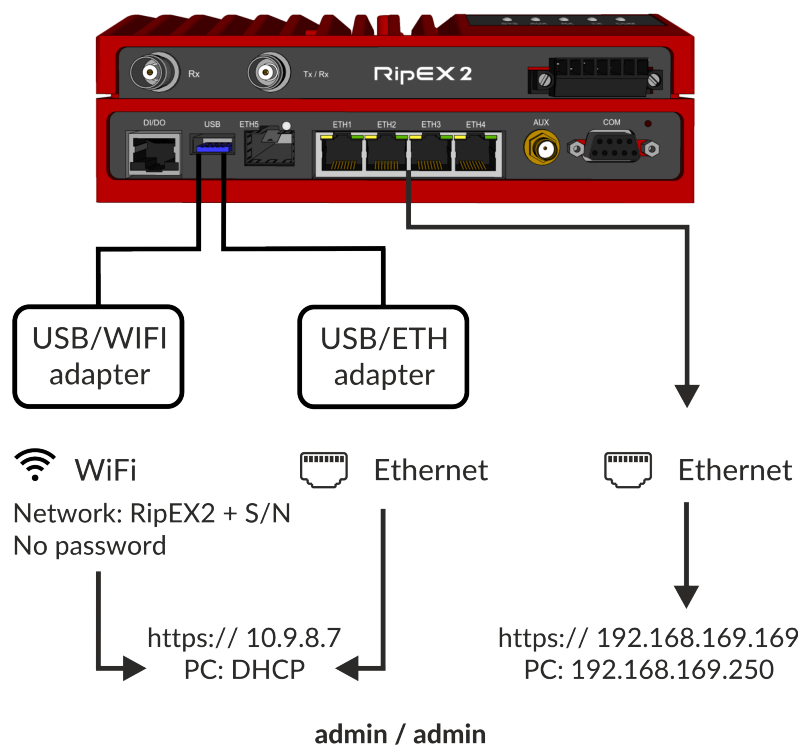 Rx
Tx / Rx
RipEX 2
DI/DO
USB
ETH5
ETH1
ETH2
ETH3
ETH4
AUX
COM
USB/WIFI
adapter
USB/ETH
adapter
WiFi
Ethernet
Ethernet
Network: RipEX2 + S/N
No password
https:// 10.9.8.7
PC: DHCP
https:// 192.168.169.169
PC: 192.168.169.250
admin / admin